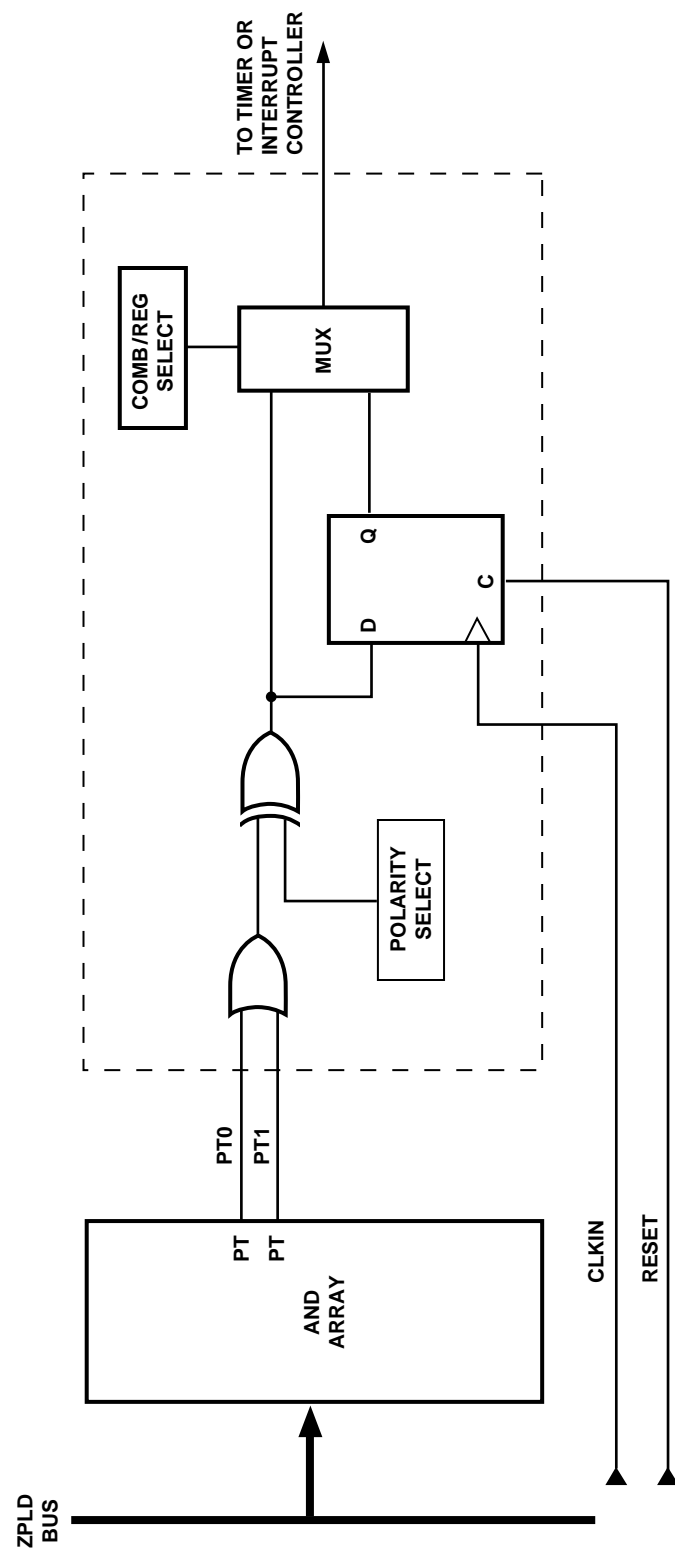 ZPLD
BUS
AND
ARRAY
PT
PT
PT0
PT1
CLKIN
RESET
POLARITY
SELECT
D
Q
C
COMB/REG
SELECT
MUX
TO TIMER OR
INTERRUPT
CONTROLLER